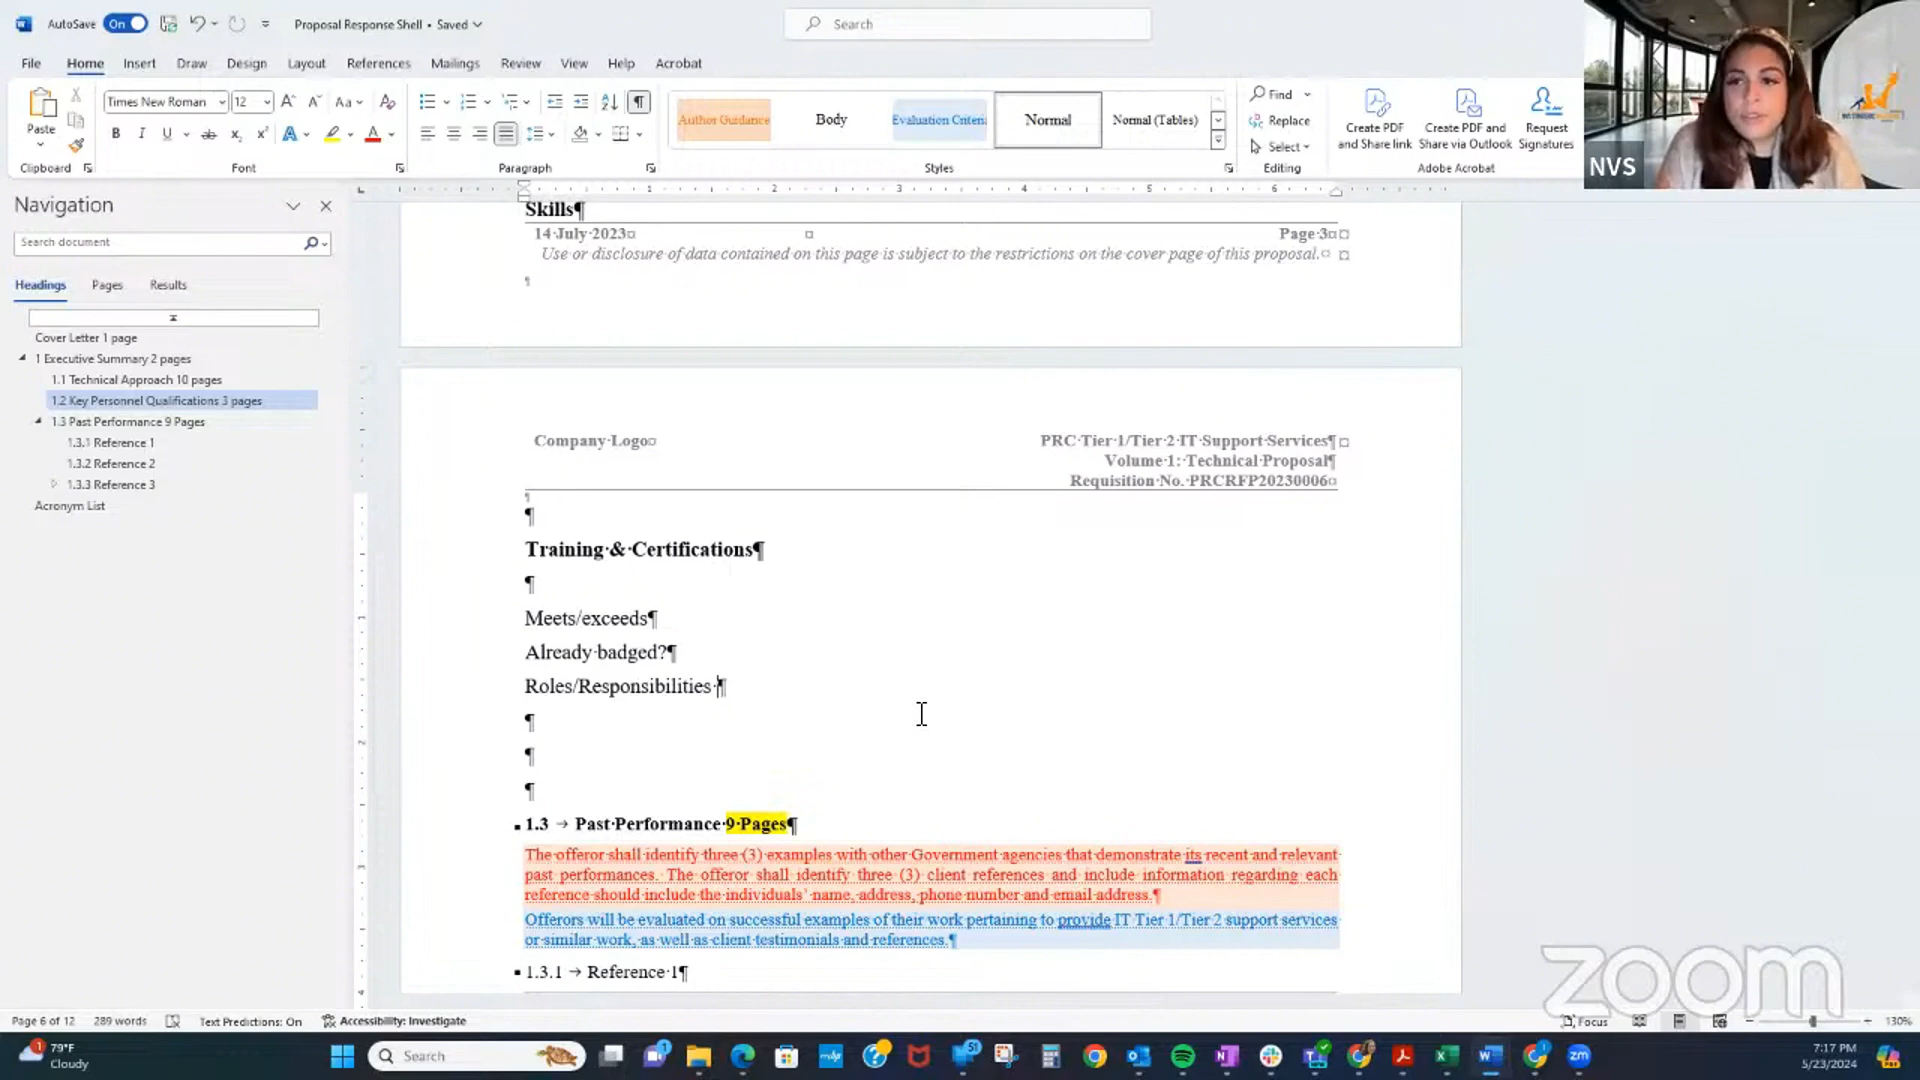 AutoSave On Proposal Response Shell • Saved Search
File Home Insert Draw Design Layout References Mailings Review View Help Acrobat
Paste Times New Roman 12 Author Guidance Body Evaluation Criteri Normal Normal (Tables) Find Replace Select Create PDF and Share link Create PDF and Share via Outlook Request Signatures
Clipboard Font Paragraph Styles Editing Adobe Acrobat
NVS
Navigation
Search document
Headings Pages Results
Cover Letter 1 page
1 Executive Summary 2 pages
1.1 Technical Approach 10 pages
1.2 Key Personnel Qualifications 3 pages
1.3 Past Performance 9 Pages
1.3.1 Reference 1
1.3.2 Reference 2
1.3.3 Reference 3
Acronym List
Skills¶
14 July 2023 Page 3
Use or disclosure of data contained on this page is subject to the restrictions on the cover page of this proposal.
Company Logo PRC Tier 1/Tier 2 IT Support Services¶
Volume 1: Technical Proposal¶
Requisition No. PRCRFP20230006
Training & Certifications¶
Meets/exceeds¶
Already badged?¶
Roles/Responsibilities ¶
1.3 → Past Performance 9 Pages¶
The offeror shall identify three (3) examples with other Government agencies that demonstrate its recent and relevant
past performances. The offeror shall identify three (3) client references and include information regarding each
reference should include the individuals' name, address, phone number and email address.¶
Offerors will be evaluated on successful examples of their work pertaining to provide IT Tier 1/Tier 2 support services
or similar work, as well as client testimonials and references.¶
1.3.1 → Reference 1¶
zoom
Page 6 of 12 289 words Text Predictions: On Accessibility: Investigate Focus 130%
79°F
Cloudy
Search
7:17 PM
5/23/2024